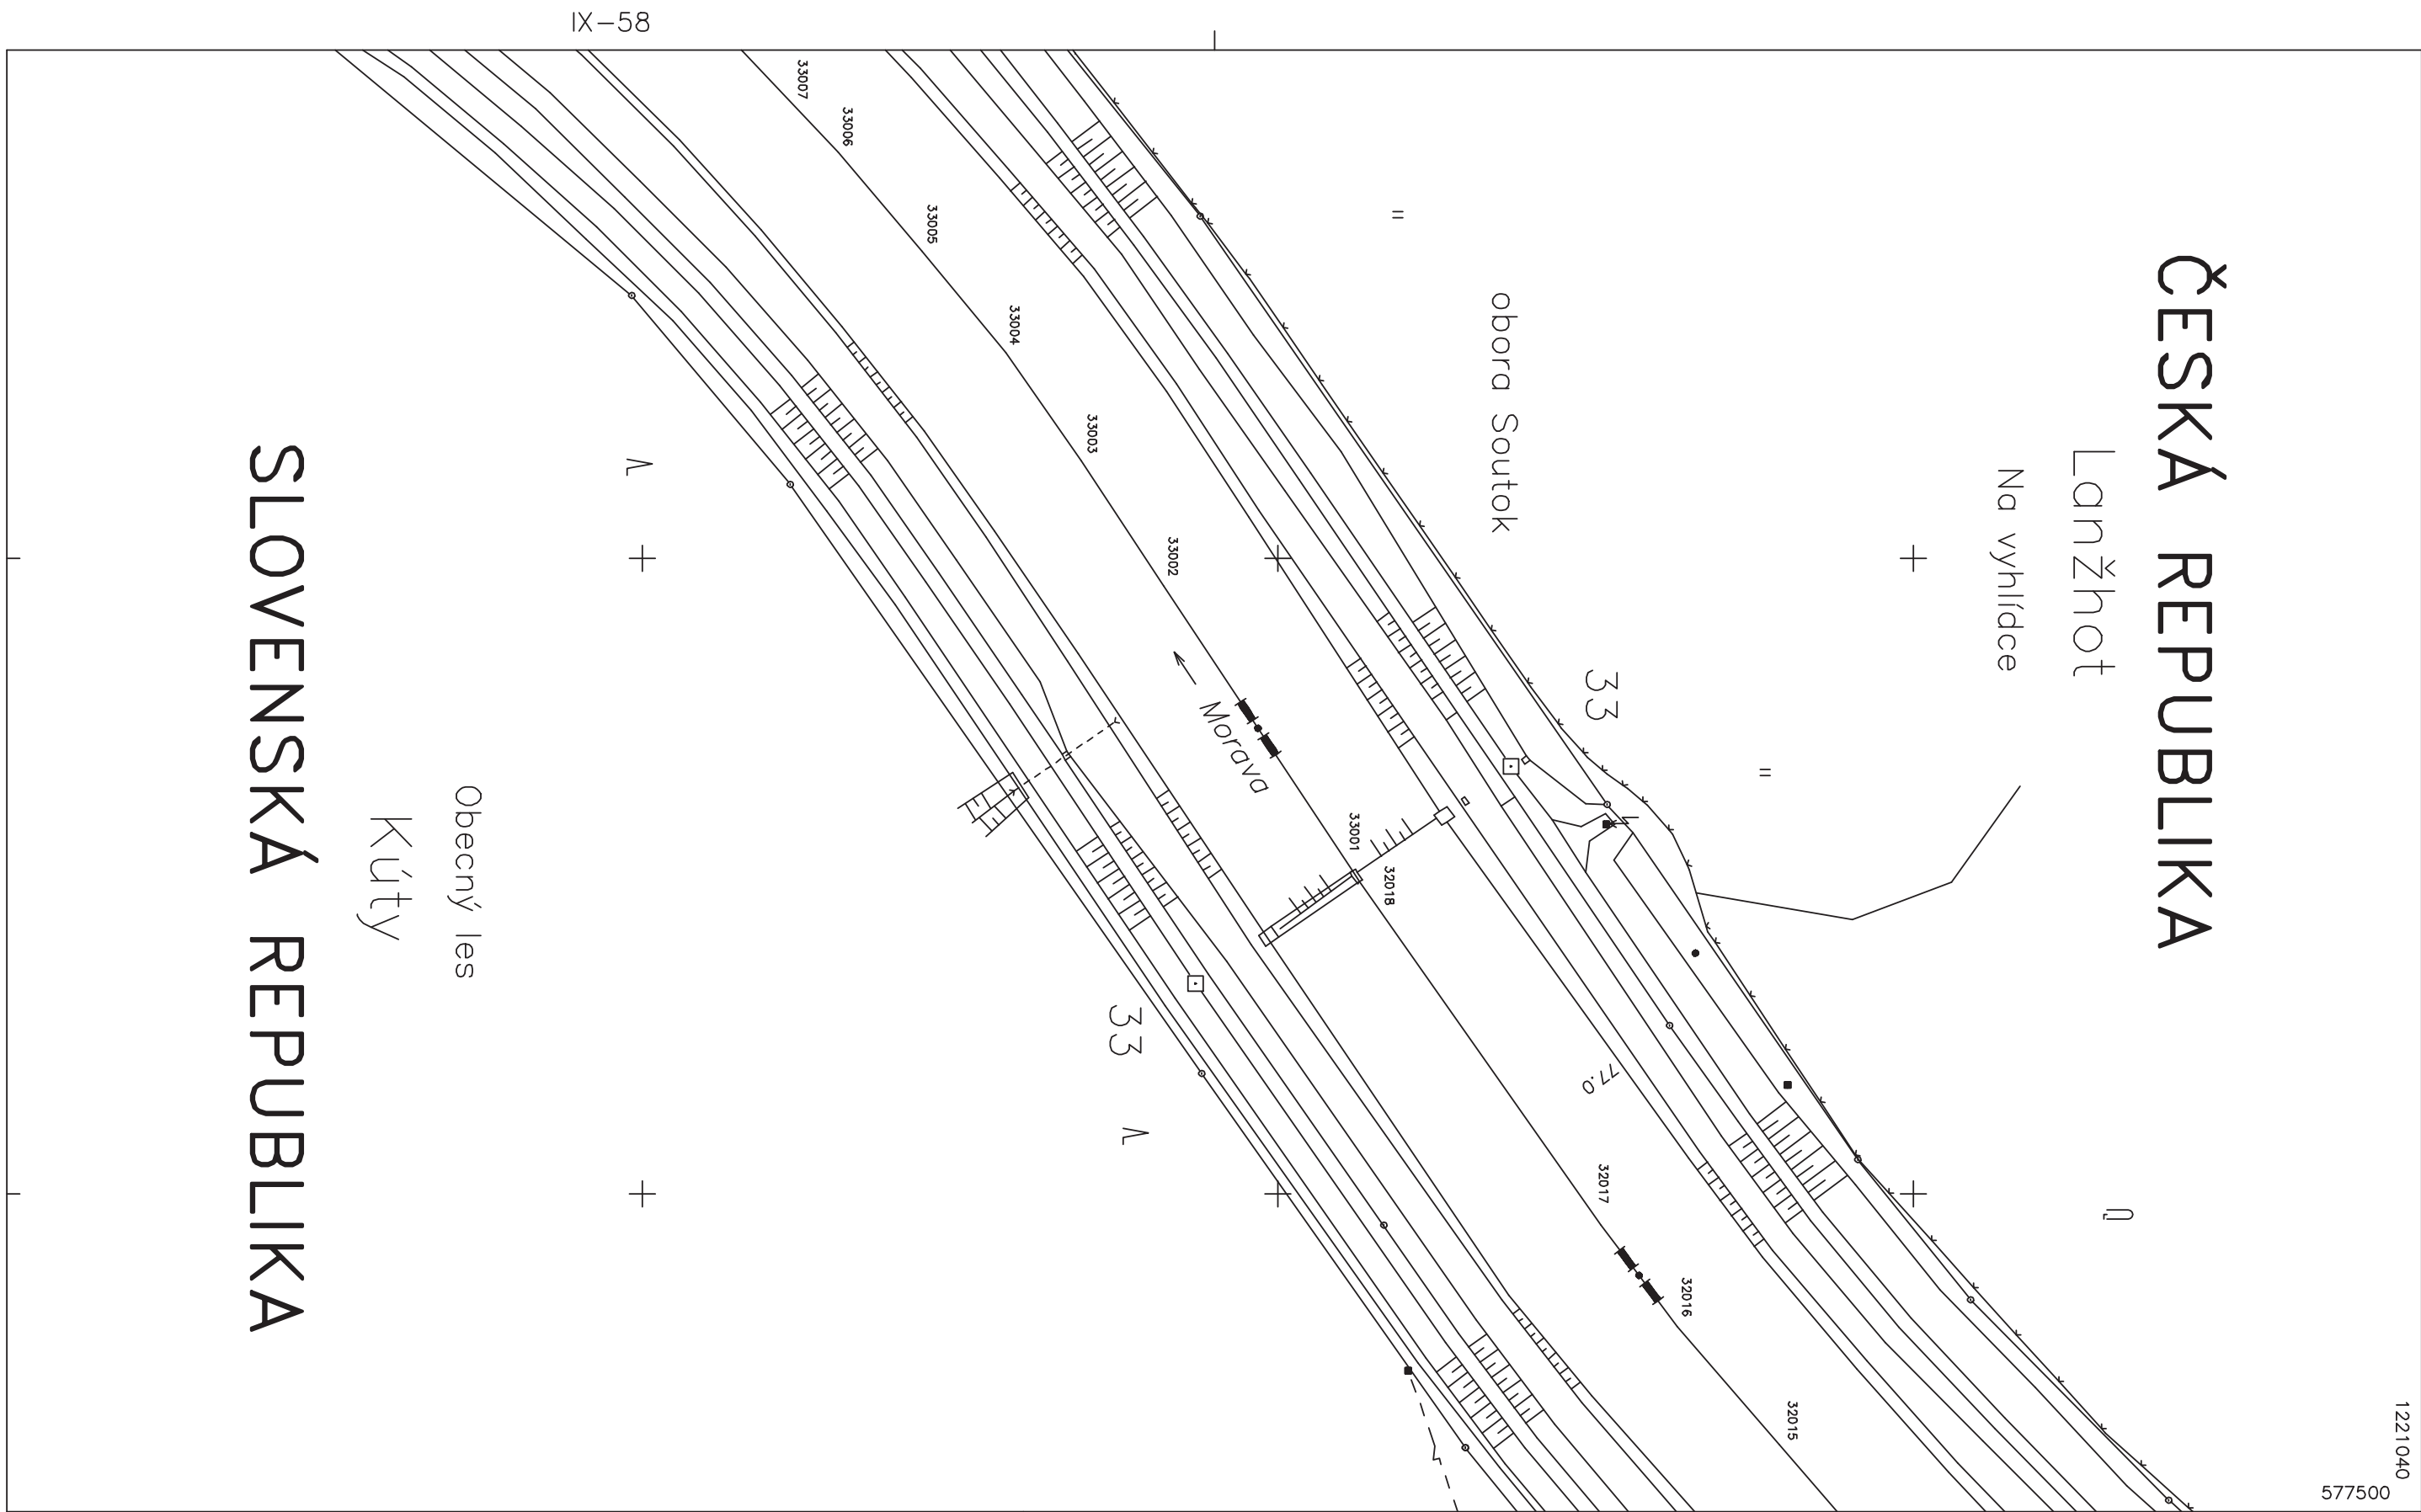 IX-58
ČESKÁ REPUBLIKA
Lanžhot
Na vyhlídce
obora Soutok
33
33007
33006
33005
33004
33003
33002
33001
32018
32017
32016
32015
Morava
77.0
33
Obecný les
Kúty
SLOVENSKÁ REPUBLIKA
1221040
577500